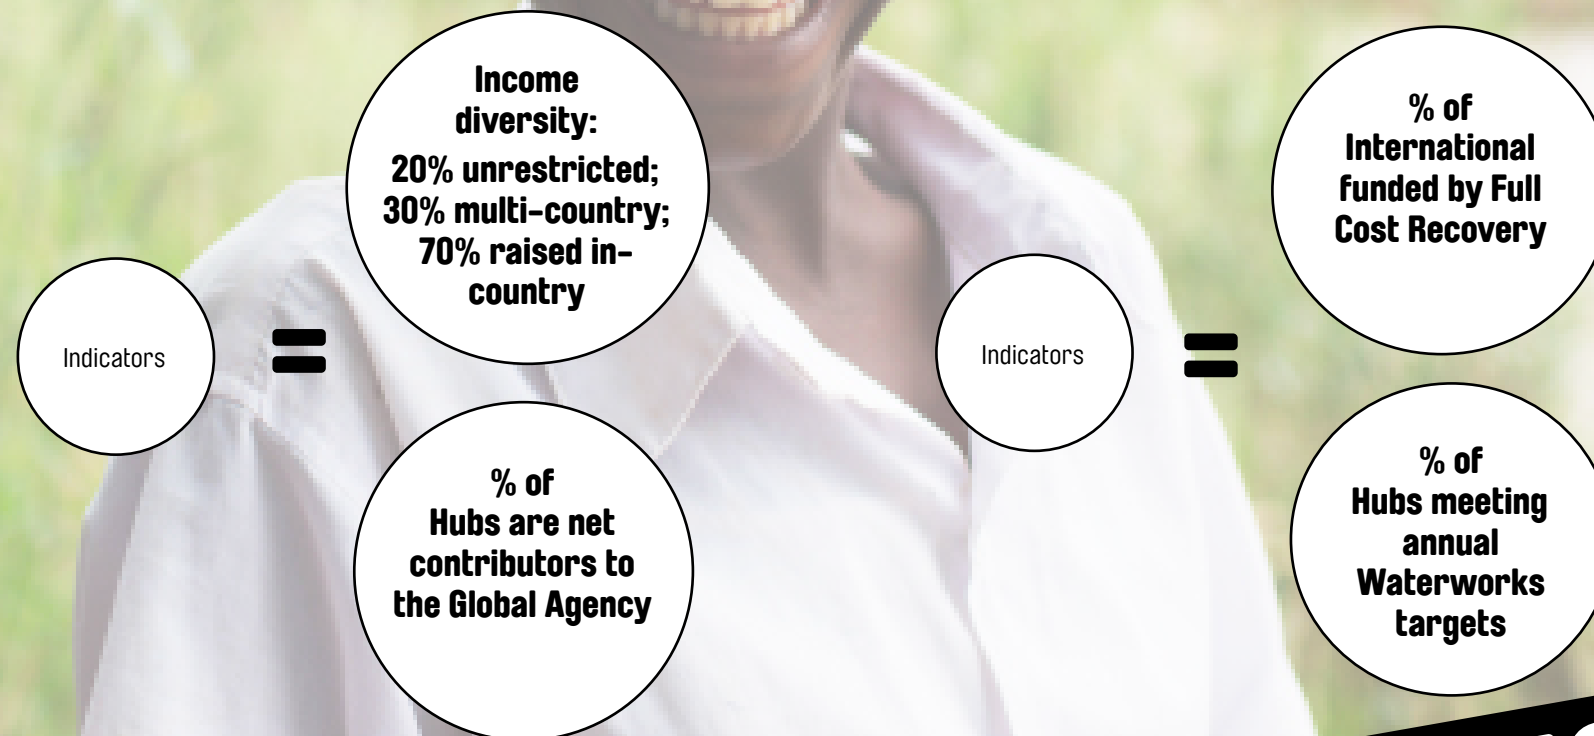 Indicators
Income
diversity:
20% unrestricted;
30% multi-country;
70% raised in-
country
% of
Hubs are net
contributors to
the Global Agency
Indicators
% of
International
funded by Full
Cost Recovery
% of
Hubs meeting
annual
Waterworks
targets